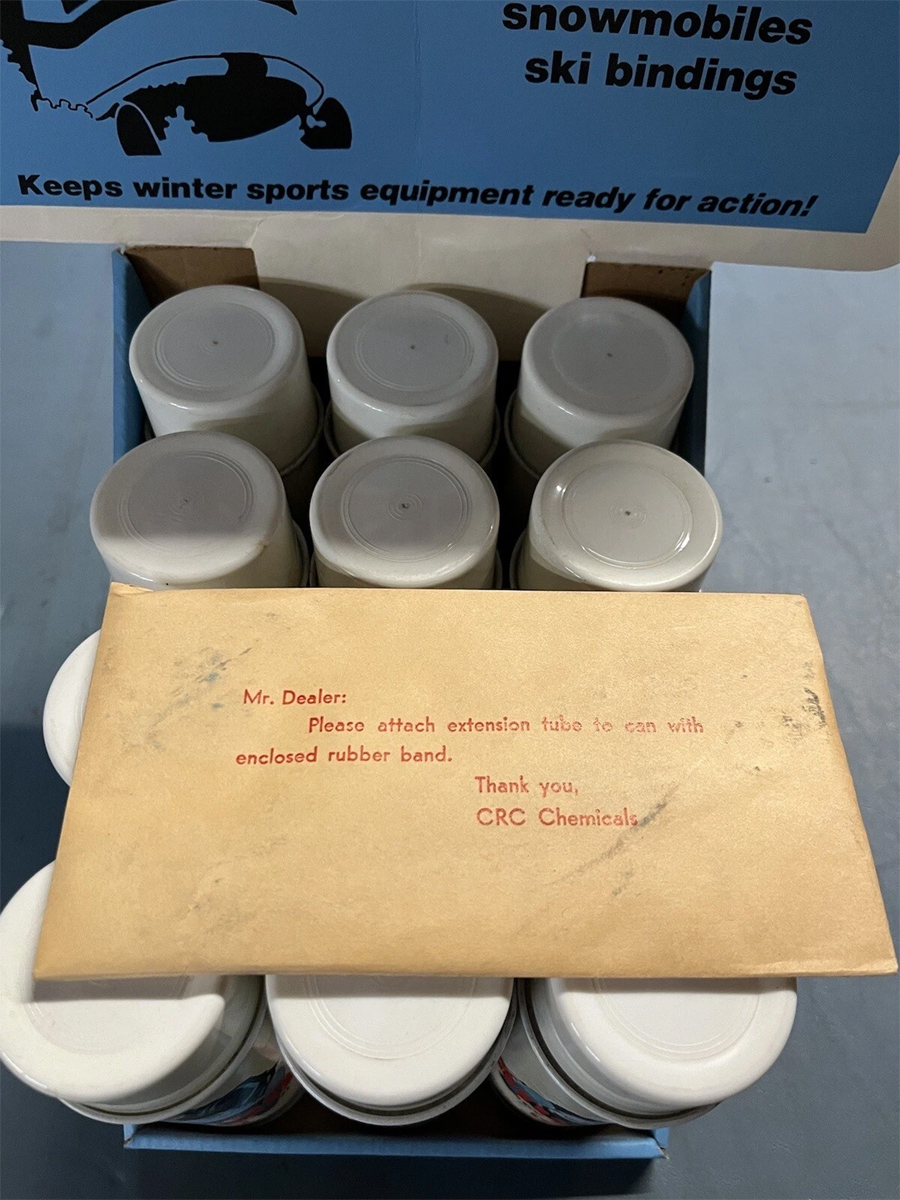 snowmobiles
ski bindings
Keeps winter sports equipment ready for action!
Mr. Dealer:
Please attach extension tube to can with
enclosed rubber band.
Thank you,
CRC Chemicals